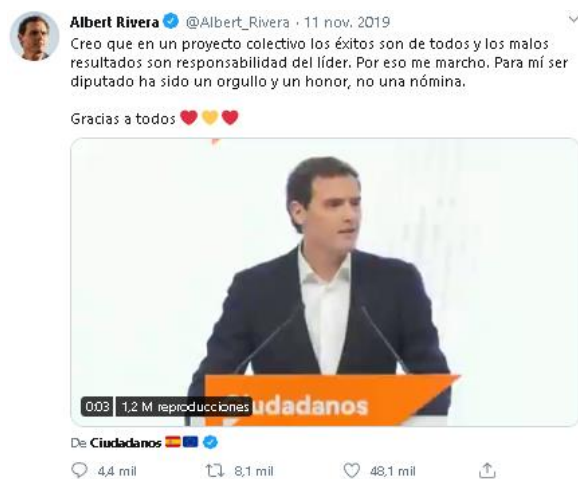 Albert Rivera @Albert_Rivera · 11 nov. 2019
Creo que en un proyecto colectivo los éxitos son de todos y los malos
resultados son responsabilidad del líder. Por eso me marcho. Para mí ser
diputado ha sido un orgullo y un honor, no una nómina.
Gracias a todos ❤️💛❤️
0:03 1,2 M reproducciones
udadanos
De Ciudadanos 🇪🇸🇪🇺
4,4 mil 8,1 mil 48,1 mil